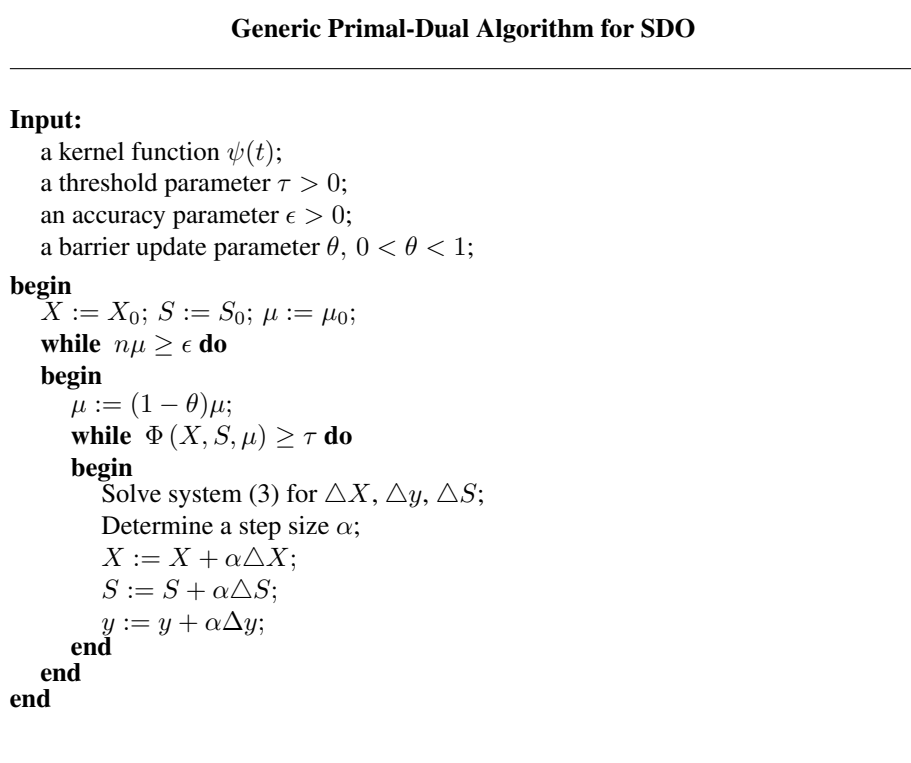 Generic Primal-Dual Algorithm for SDO
Input:
a kernel function ψ(t);
a threshold parameter τ > 0;
an accuracy parameter ϵ > 0;
a barrier update parameter θ, 0 < θ < 1;
begin
X := X₀; S := S₀; μ := μ₀;
while nμ ≥ ϵ do
begin
μ := (1 − θ)μ;
while Φ (X, S, μ) ≥ τ do
begin
Solve system (3) for △X, △y, △S;
Determine a step size α;
X := X + α△X;
S := S + α△S;
y := y + αΔy;
end
end
end